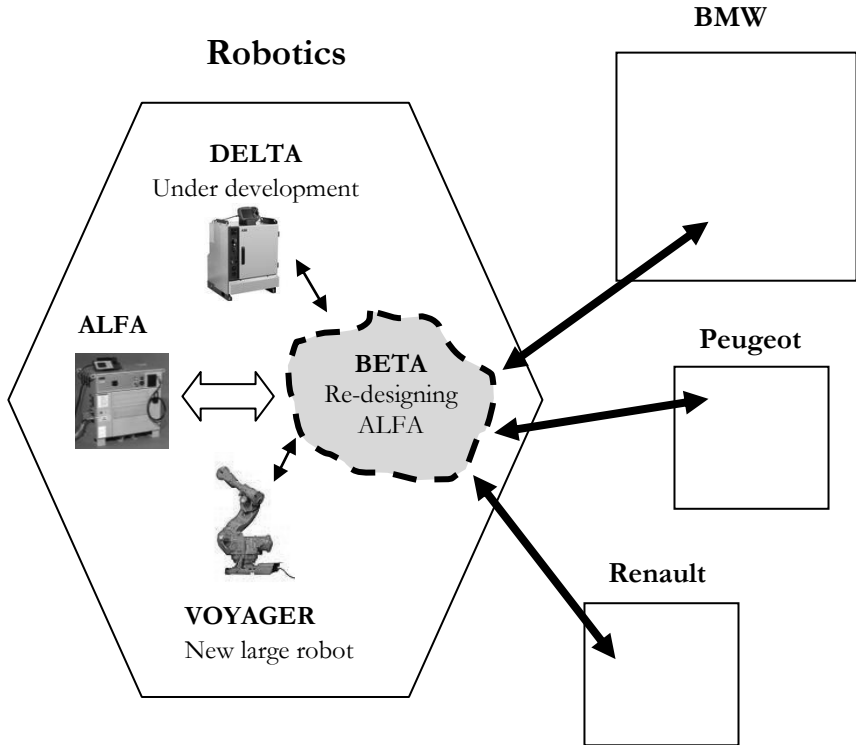 BMW
Robotics
DELTA
Under development
ALFA
BETA
Re-designing
ALFA
Peugeot
Renault
VOYAGER
New large robot